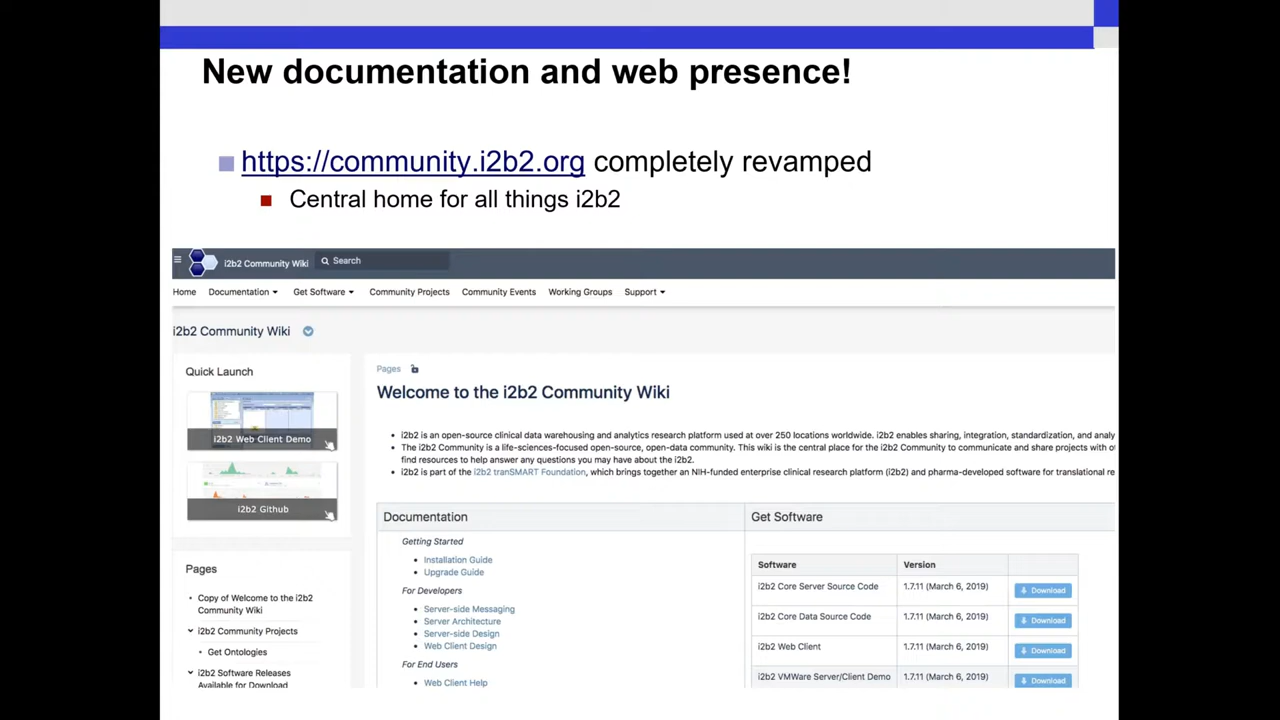 New documentation and web presence!
https://community.i2b2.org completely revamped
Central home for all things i2b2
i2b2 Community Wiki
Search
Home
Documentation
Get Software
Community Projects
Community Events
Working Groups
Support
i2b2 Community Wiki
Quick Launch
i2b2 Web Client Demo
i2b2 Github
Pages
Copy of Welcome to the i2b2
Community Wiki
i2b2 Community Projects
Get Ontologies
i2b2 Software Releases
Available for Download
Pages
Welcome to the i2b2 Community Wiki
i2b2 is an open-source clinical data warehousing and analytics research platform used at over 250 locations worldwide. i2b2 enables sharing, integration, standardization, and analy
The i2b2 Community is a life-sciences-focused open-source, open-data community. This wiki is the central place for the i2b2 Community to communicate and share projects with o
find resources to help answer any questions you may have about the i2b2.
i2b2 is part of the i2b2 tranSMART Foundation, which brings together an NIH-funded enterprise clinical research platform (i2b2) and pharma-developed software for translational re
Documentation
Getting Started
Installation Guide
Upgrade Guide
For Developers
Server-side Messaging
Server Architecture
Server-side Design
Web Client Design
For End Users
Web Client Help
Get Software
Software Version
i2b2 Core Server Source Code 1.7.11 (March 6, 2019) Download
i2b2 Core Data Source Code 1.7.11 (March 6, 2019) Download
i2b2 Web Client 1.7.11 (March 6, 2019) Download
i2b2 VMWare Server/Client Demo 1.7.11 (March 6, 2019) Download